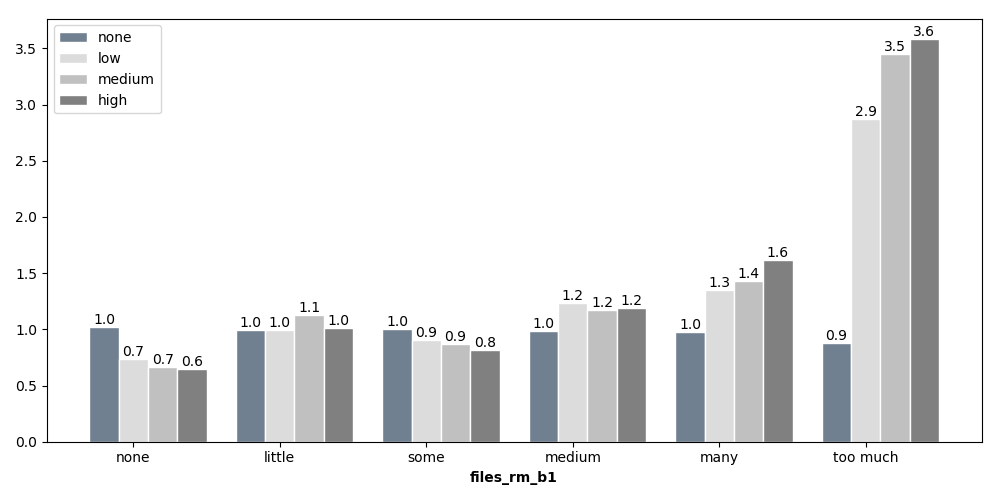 none
low
medium
high
3.5
3.0
2.5
2.0
1.5
1.0
0.5
0.0
1.0 0.7 0.7 0.6
1.0 1.0 1.1 1.0
1.0 0.9 0.9 0.8
1.0 1.2 1.2 1.2
1.0 1.3 1.4 1.6
0.9 2.9 3.5 3.6
none little some medium many too much
files_rm_b1